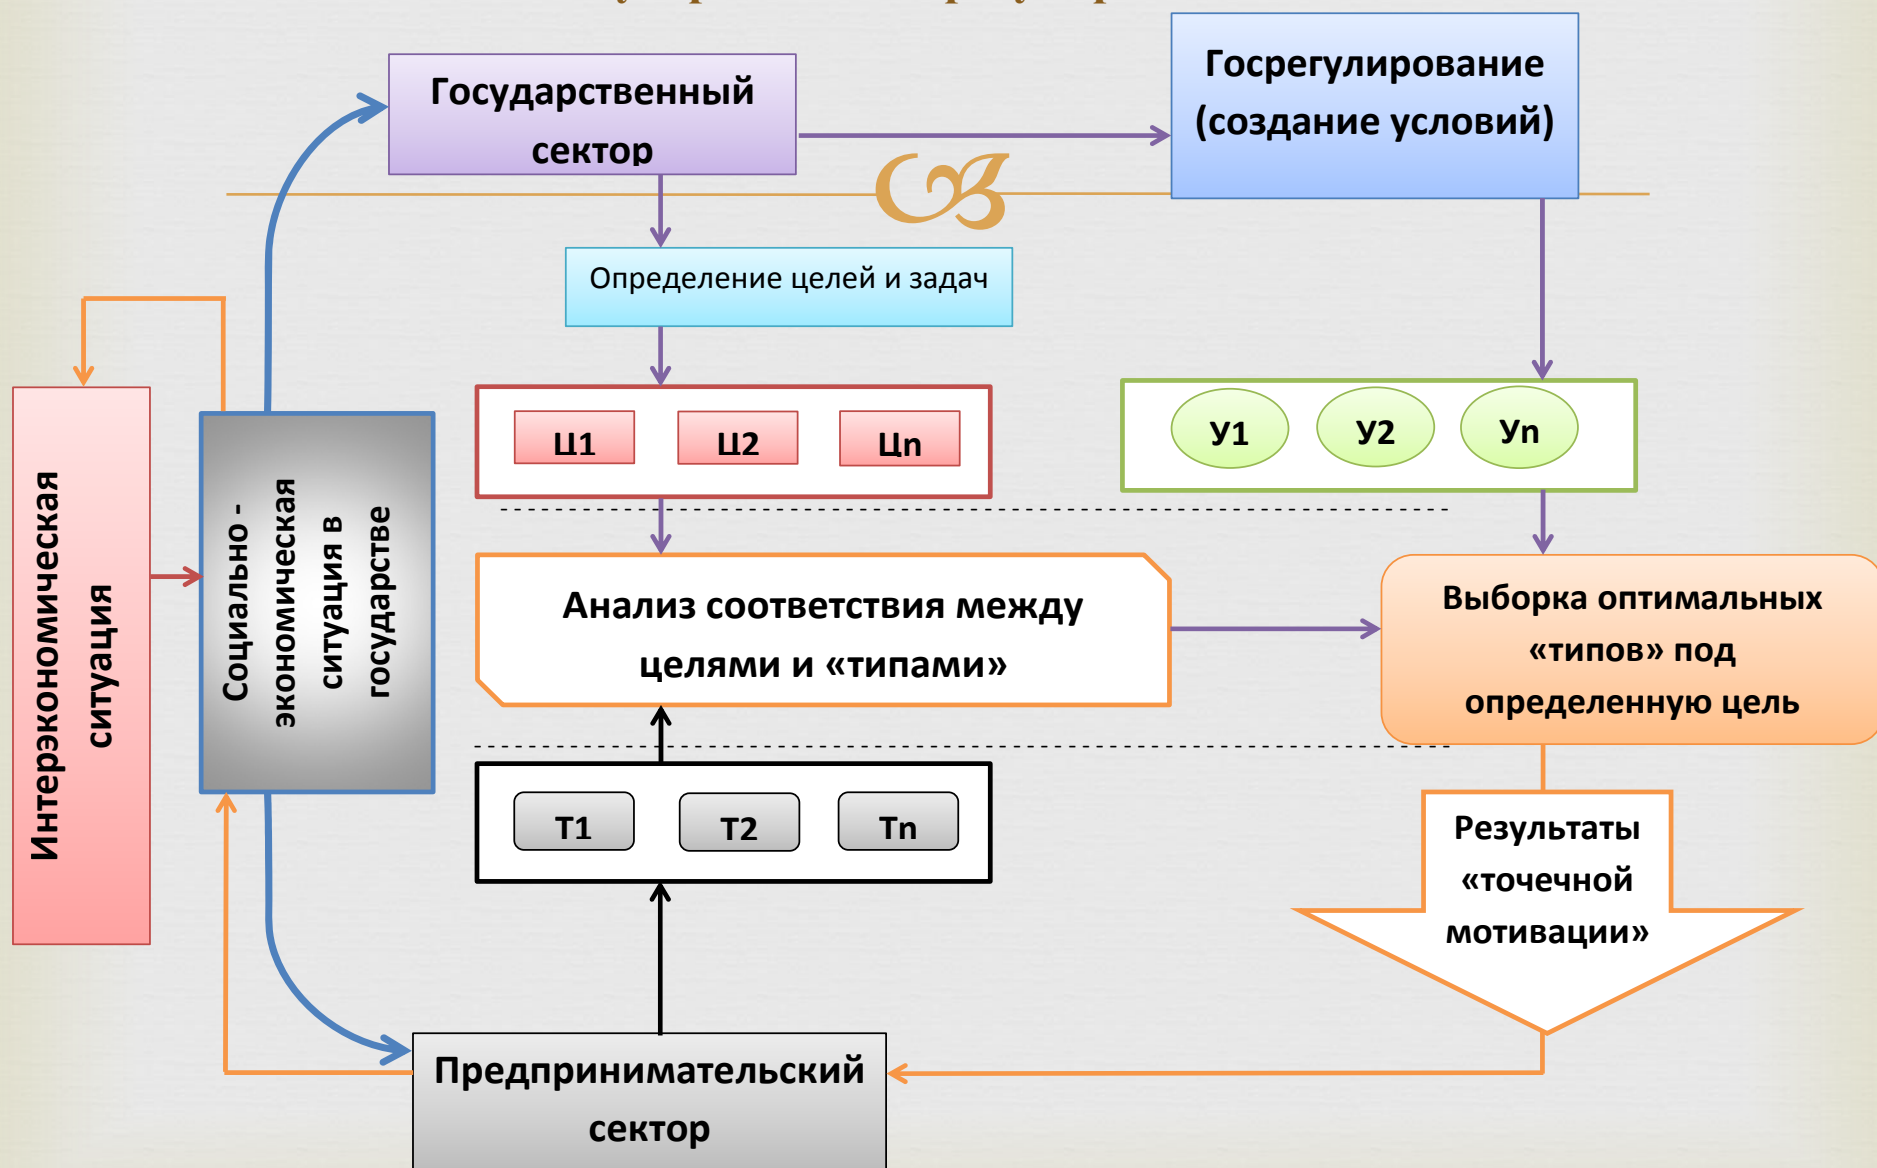 Государственный
сектор
Госрегулирование
(создание условий)
Определение целей и задач
Ц1
Ц2
Цn
У1
У2
Уn
Интерэкономическая
ситуация
Социально -
экономическая
ситуация в
государстве
Анализ соответствия между
целями и «типами»
Выборка оптимальных
«типов» под
определенную цель
Т1
Т2
Тn
Результаты
«точечной
мотивации»
Предпринимательский
сектор